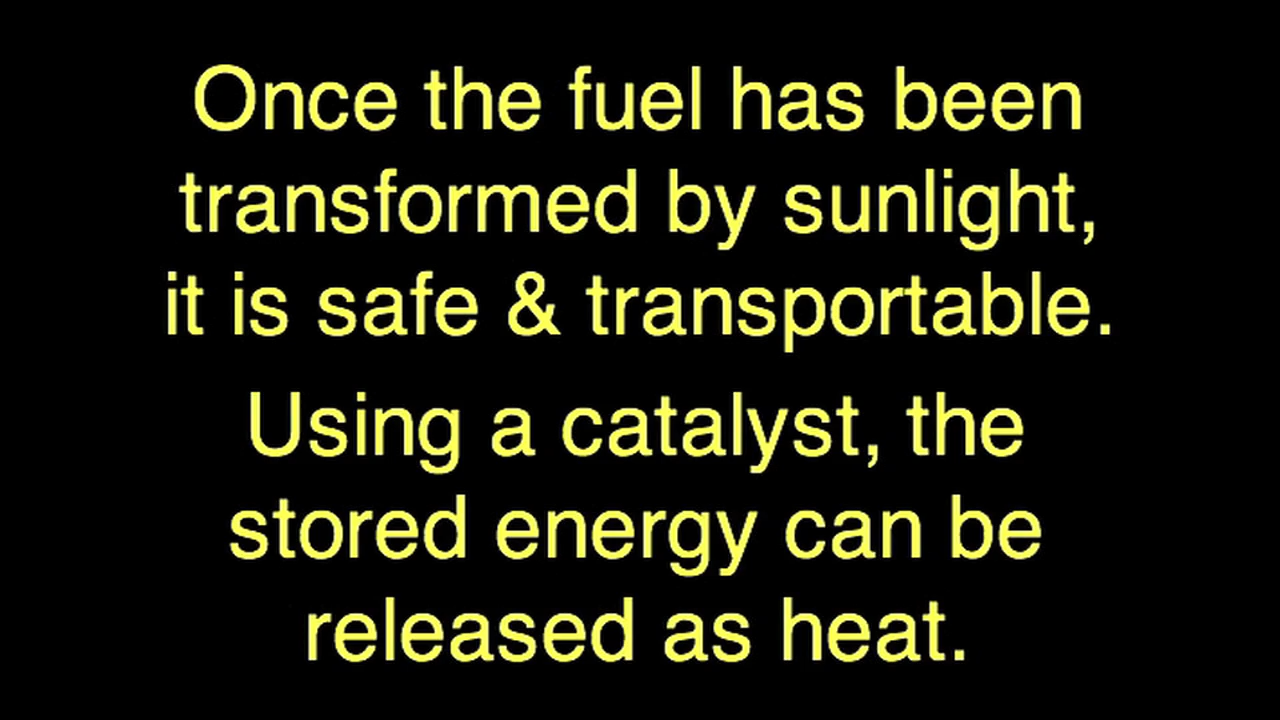 Once the fuel has been
transformed by sunlight,
it is safe & transportable.
Using a catalyst, the
stored energy can be
released as heat.